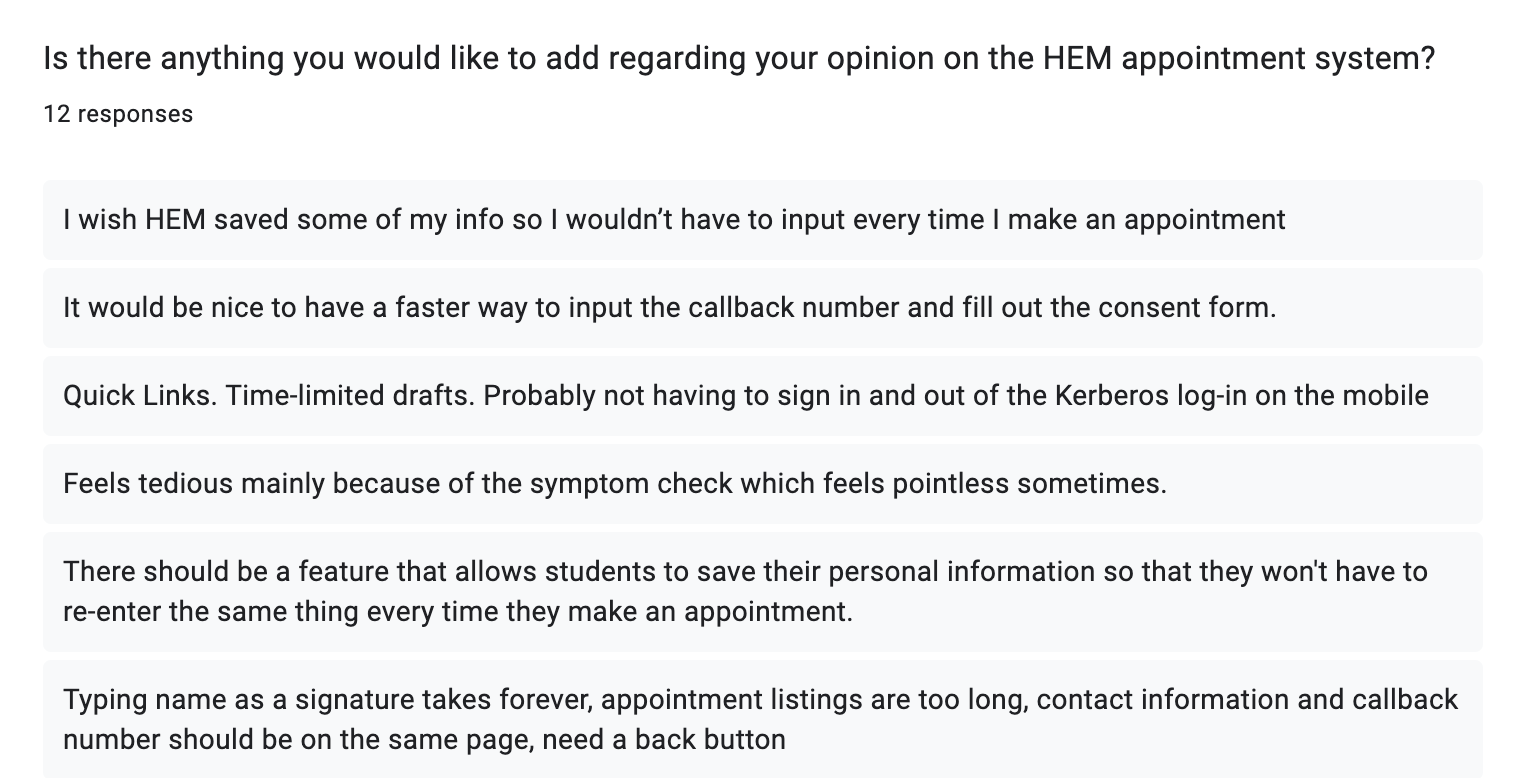 Is there anything you would like to add regarding your opinion on the HEM appointment system?
12 responses
I wish HEM saved some of my info so I wouldn’t have to input every time I make an appointment
It would be nice to have a faster way to input the callback number and fill out the consent form.
Quick Links. Time-limited drafts. Probably not having to sign in and out of the Kerberos log-in on the mobile
Feels tedious mainly because of the symptom check which feels pointless sometimes.
There should be a feature that allows students to save their personal information so that they won't have to
re-enter the same thing every time they make an appointment.
Typing name as a signature takes forever, appointment listings are too long, contact information and callback
number should be on the same page, need a back button